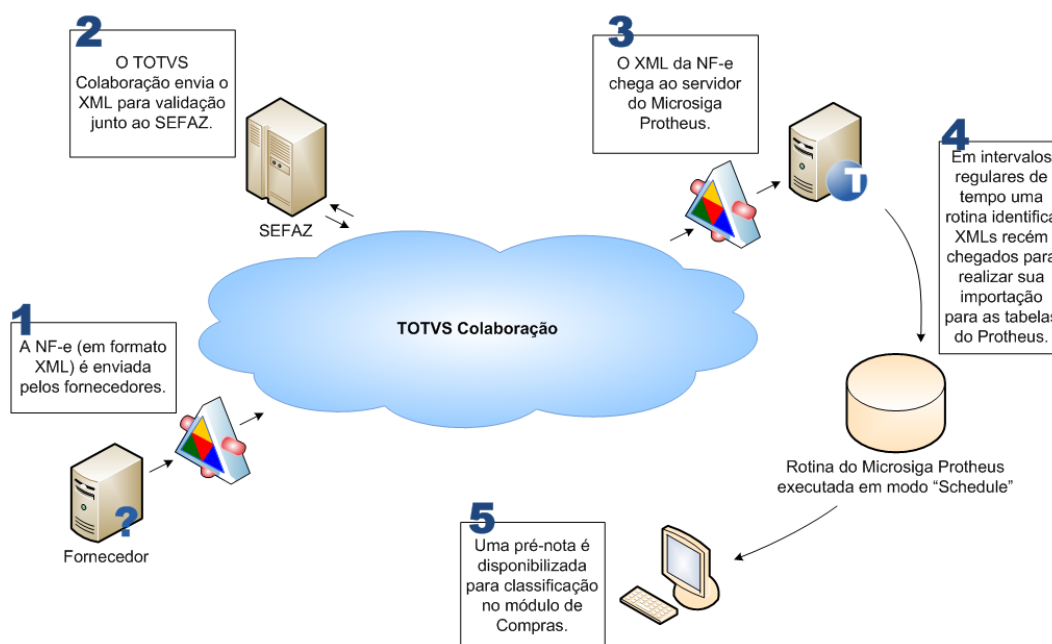 1
A NF-e (em formato
XML) é enviada
pelos fornecedores.
Fornecedor
?
2
O TOTVS
Colaboração envia o
XML para validação
junto ao SEFAZ.
SEFAZ
TOTVS Colaboração
3
O XML da NF-e
chega ao servidor
do Microsiga
Protheus.
T
4
Em intervalos
regulares de
tempo uma
rotina identifica
XMLs recém
chegados para
realizar sua
importação
para as tabelas
do Protheus.
Rotina do Microsiga Protheus
executada em modo “Schedule”
5
Uma pré-nota é
disponibilizada
para classificação
no módulo de
Compras.